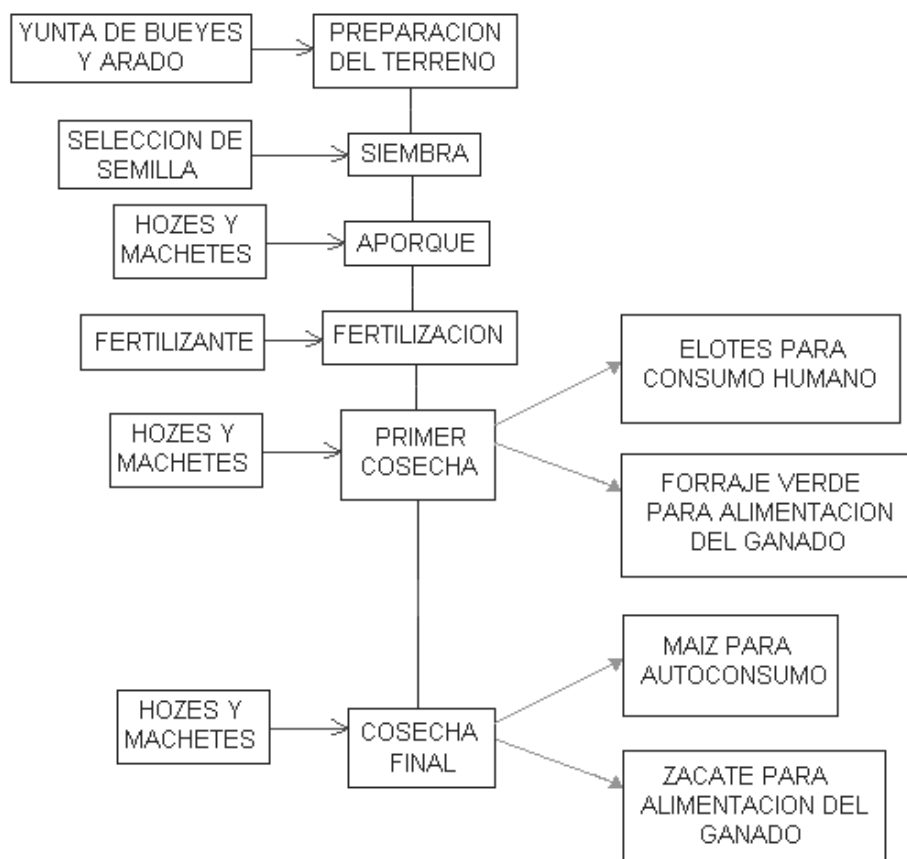 YUNTA DE BUEYES
Y ARADO
PREPARACION
DEL TERRENO
SELECCION DE
SEMILLA
SIEMBRA
HOZES Y
MACHETES
APORQUE
FERTILIZANTE
FERTILIZACION
ELOTES PARA
CONSUMO HUMANO
HOZES Y
MACHETES
PRIMER
COSECHA
FORRAJE VERDE
PARA ALIMENTACION
DEL GANADO
MAIZ PARA
AUTOCONSUMO
HOZES Y
MACHETES
COSECHA
FINAL
ZACATE PARA
ALIMENTACION DEL
GANADO